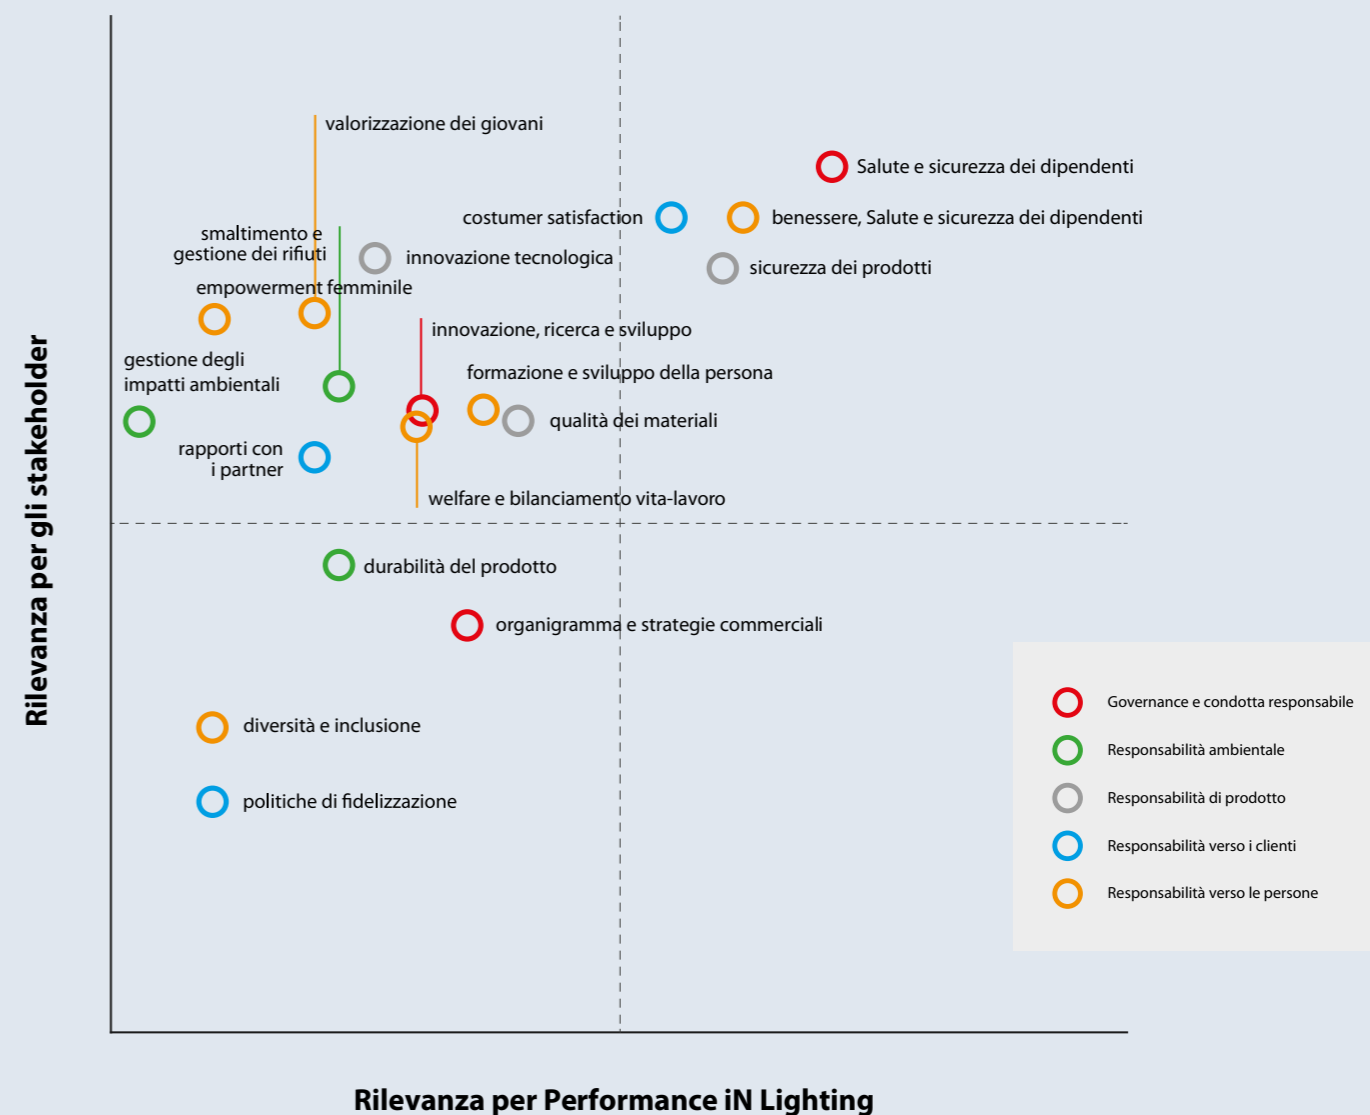 valorizzazione dei giovani
Salute e sicurezza dei dipendenti
costumer satisfaction
benessere, Salute e sicurezza dei dipendenti
smaltimento e
gestione dei rifiuti
innovazione tecnologica
sicurezza dei prodotti
empowerment femminile
innovazione, ricerca e sviluppo
gestione degli
impatti ambientali
formazione e sviluppo della persona
qualità dei materiali
rapporti con
i partner
welfare e bilanciamento vita-lavoro
durabilità del prodotto
organigramma e strategie commerciali
diversità e inclusione
politiche di fidelizzazione
Rilevanza per gli stakeholder
Rilevanza per Performance iN Lighting
Governance e condotta responsabile
Responsabilità ambientale
Responsabilità di prodotto
Responsabilità verso i clienti
Responsabilità verso le persone